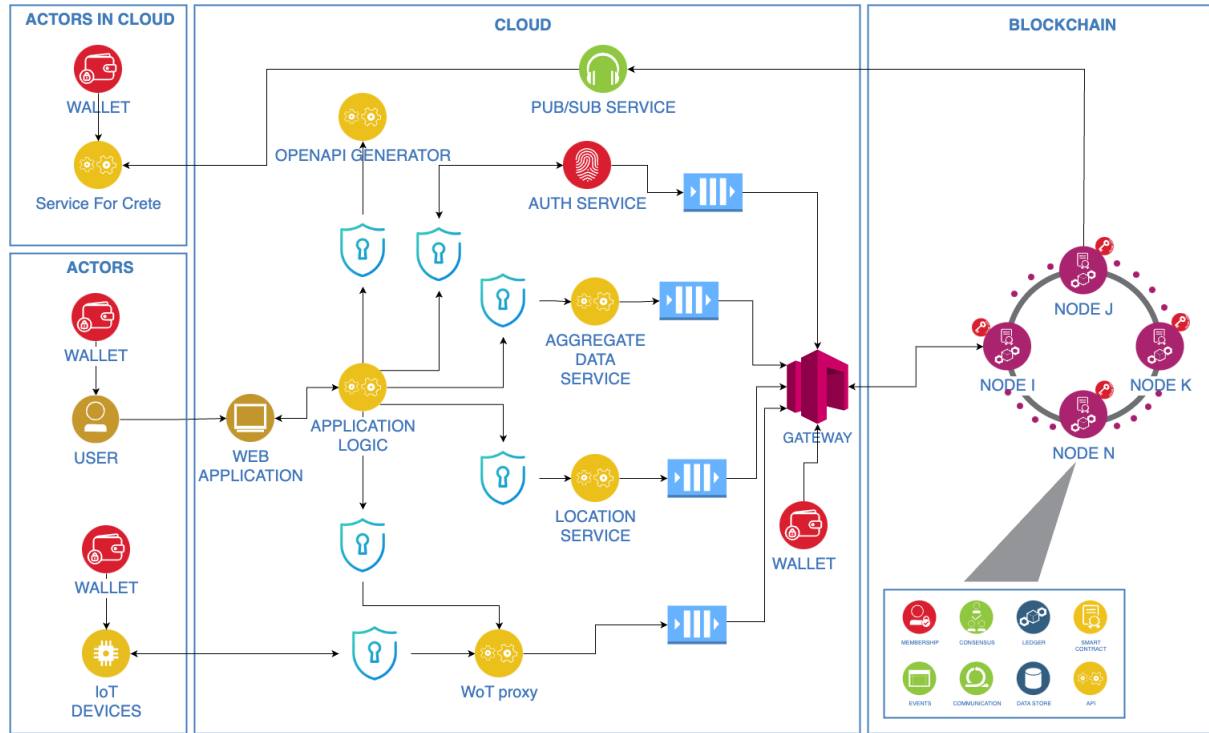 ACTORS IN CLOUD
WALLET
Service For Crete
ACTORS
WALLET
USER
WALLET
IoT
DEVICES
CLOUD
PUB/SUB SERVICE
OPENAPI GENERATOR
AUTH SERVICE
AGGREGATE
DATA
SERVICE
APPLICATION
LOGIC
WEB
APPLICATION
GATEWAY
LOCATION
SERVICE
WALLET
WoT proxy
BLOCKCHAIN
NODE J
NODE I
NODE K
NODE N
MEMBERSHIP
CONSENSUS
LEDGER
SMART
CONTRACT
EVENTS
COMMUNICATION
DATA STORE
API